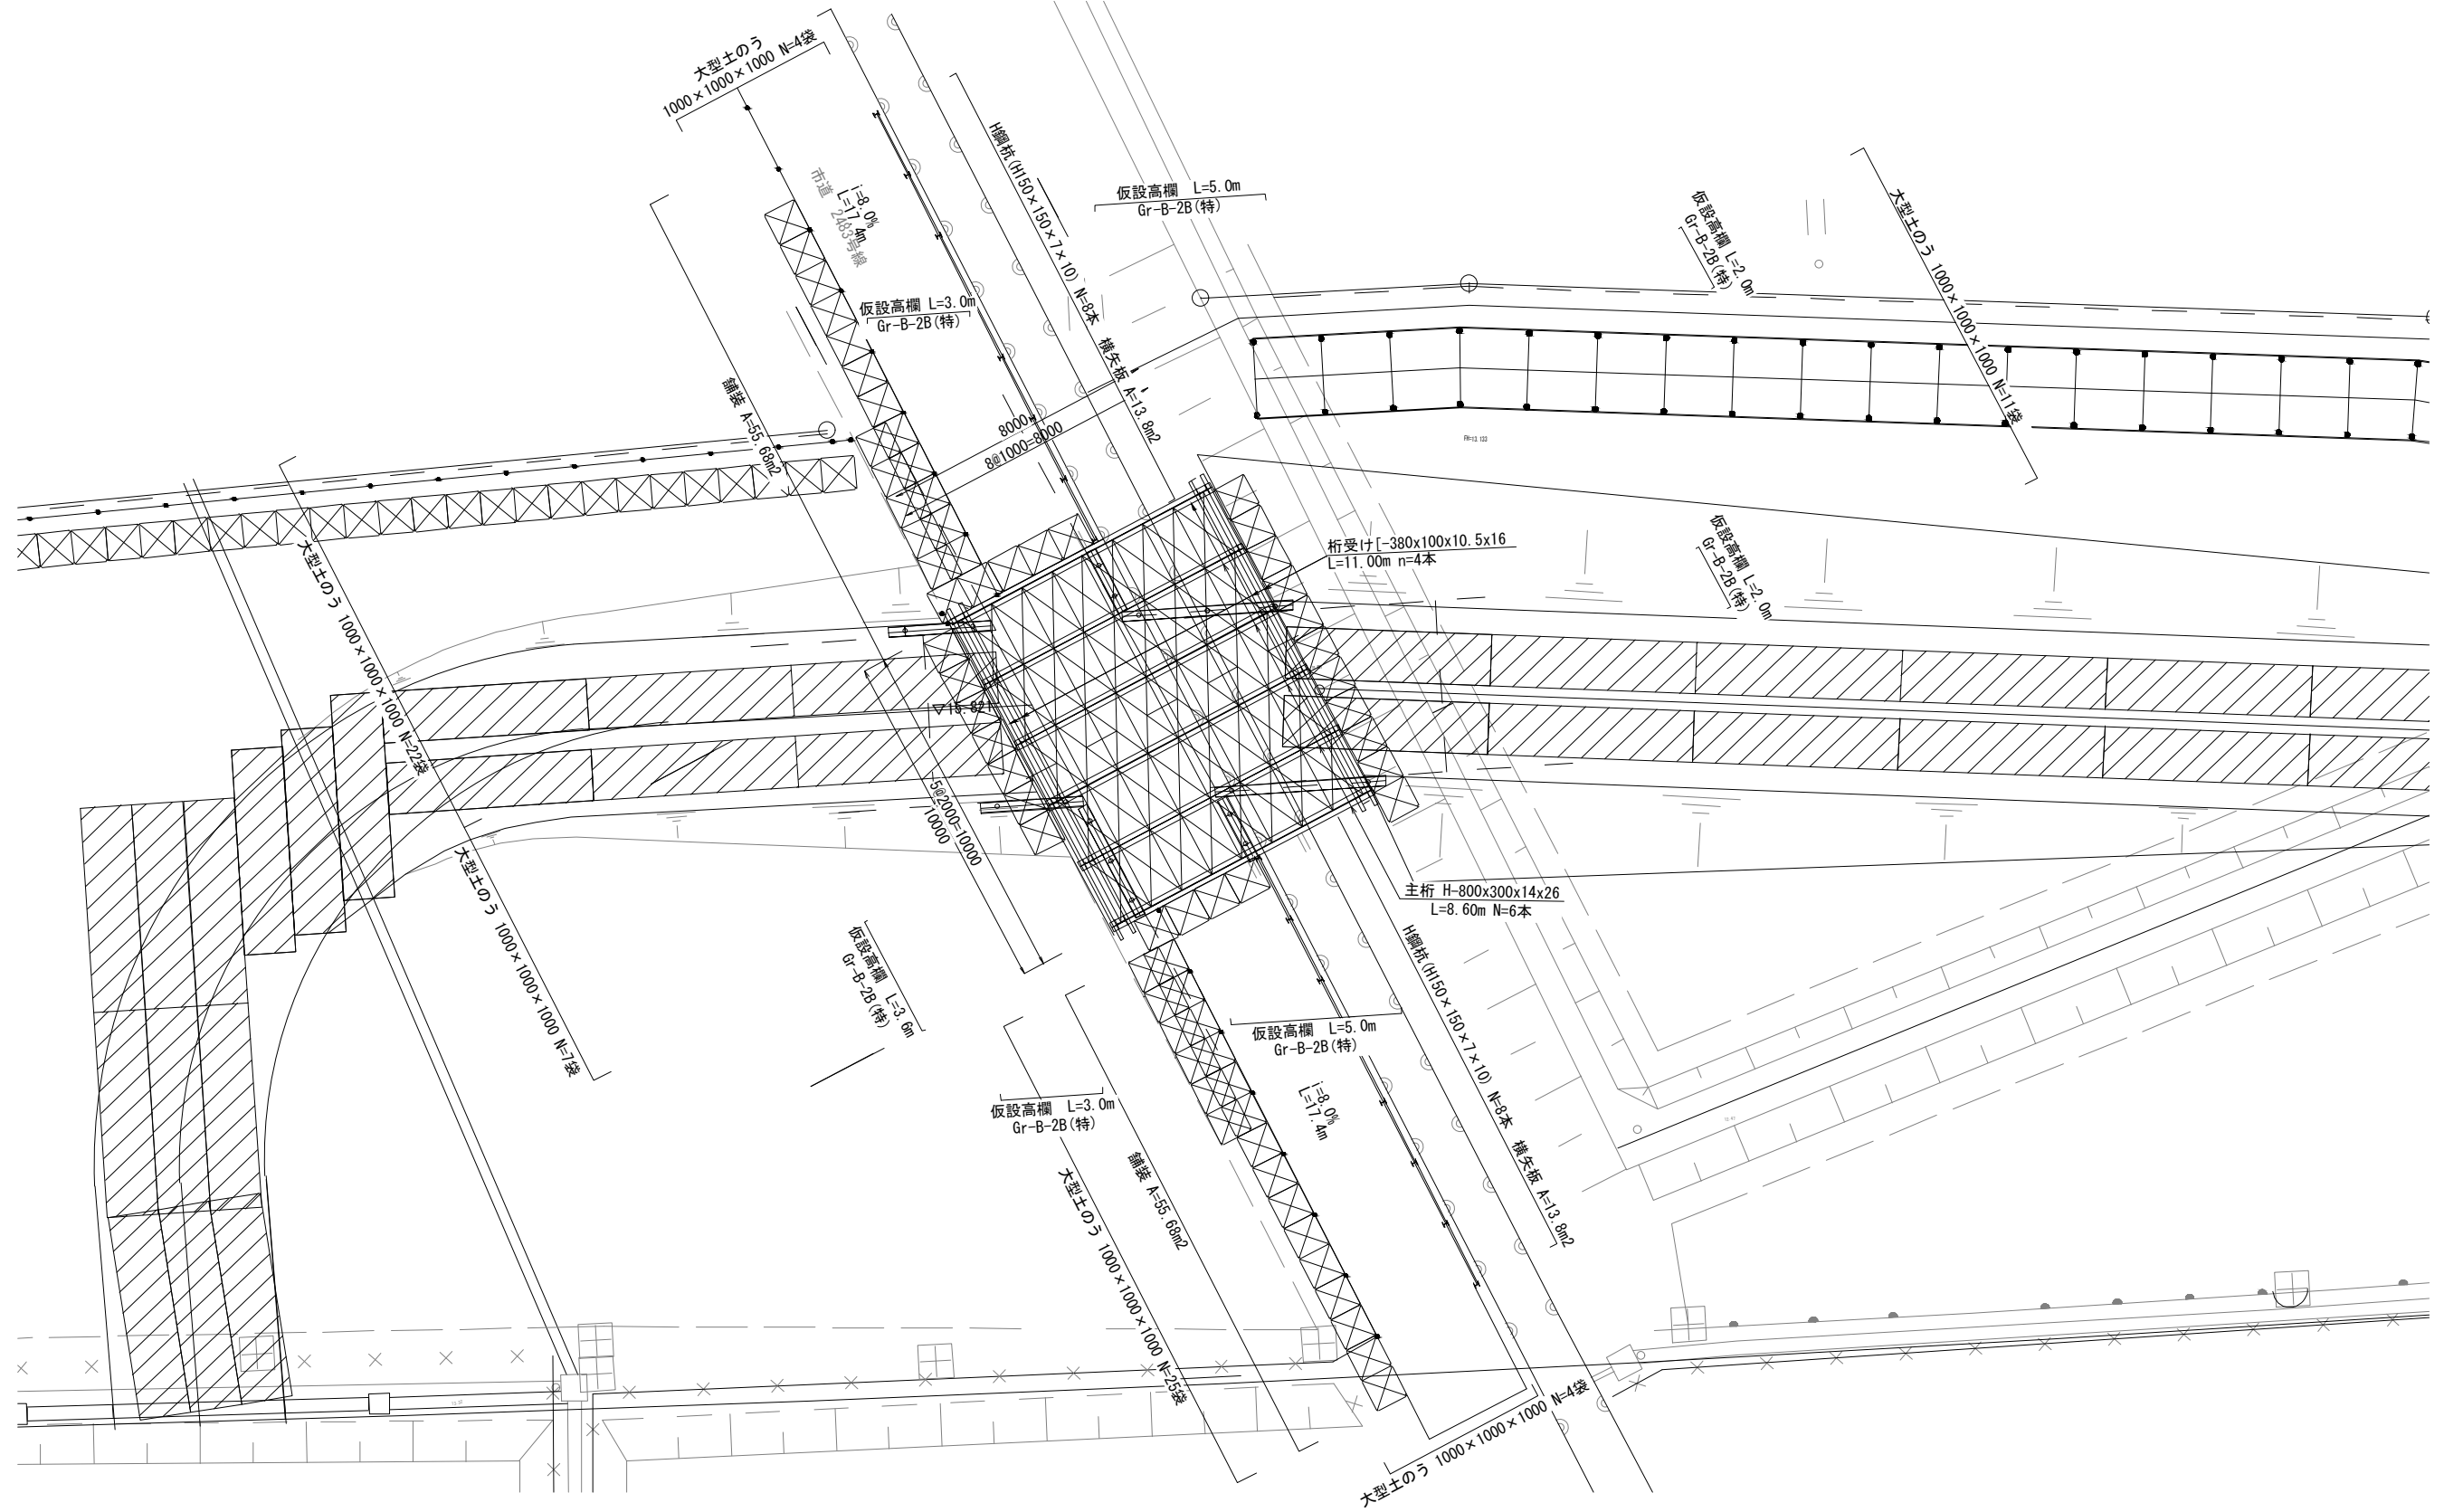 大型土のう
1000×1000×1000 N=4袋
市道 2483号線
i=8.0%
L=17.4m
H鋼杭(H150×150×7×10) N=8本 横矢板 A=13.8m2
仮設高欄 L=5.0m
Gr-B-2B(特)
仮設高欄 L=2.0m
Gr-B-2B(特)
大型土のう 1000×1000×1000 N=11袋
仮設高欄 L=3.0m
Gr-B-2B(特)
舗装 A=55.68m2
8000
8@1000=8000
桁受け[-380x100x10.5x16
L=11.00m n=4本
仮設高欄 L=2.0m
Gr-B-2B(特)
大型土のう 1000×1000×1000 N=22袋
5@2000=10000
10000
大型土のう 1000×1000×1000 N=7袋
主桁 H-800x300x14x26
L=8.60m N=6本
仮設高欄 L=3.6m
Gr-B-2B(特)
H鋼杭(H150×150×7×10) N=8本 横矢板 A=13.8m2
仮設高欄 L=5.0m
Gr-B-2B(特)
i=8.0%
L=17.4m
仮設高欄 L=3.0m
Gr-B-2B(特)
舗装 A=55.68m2
大型土のう 1000×1000×1000 N=25袋
大型土のう 1000×1000×1000 N=4袋